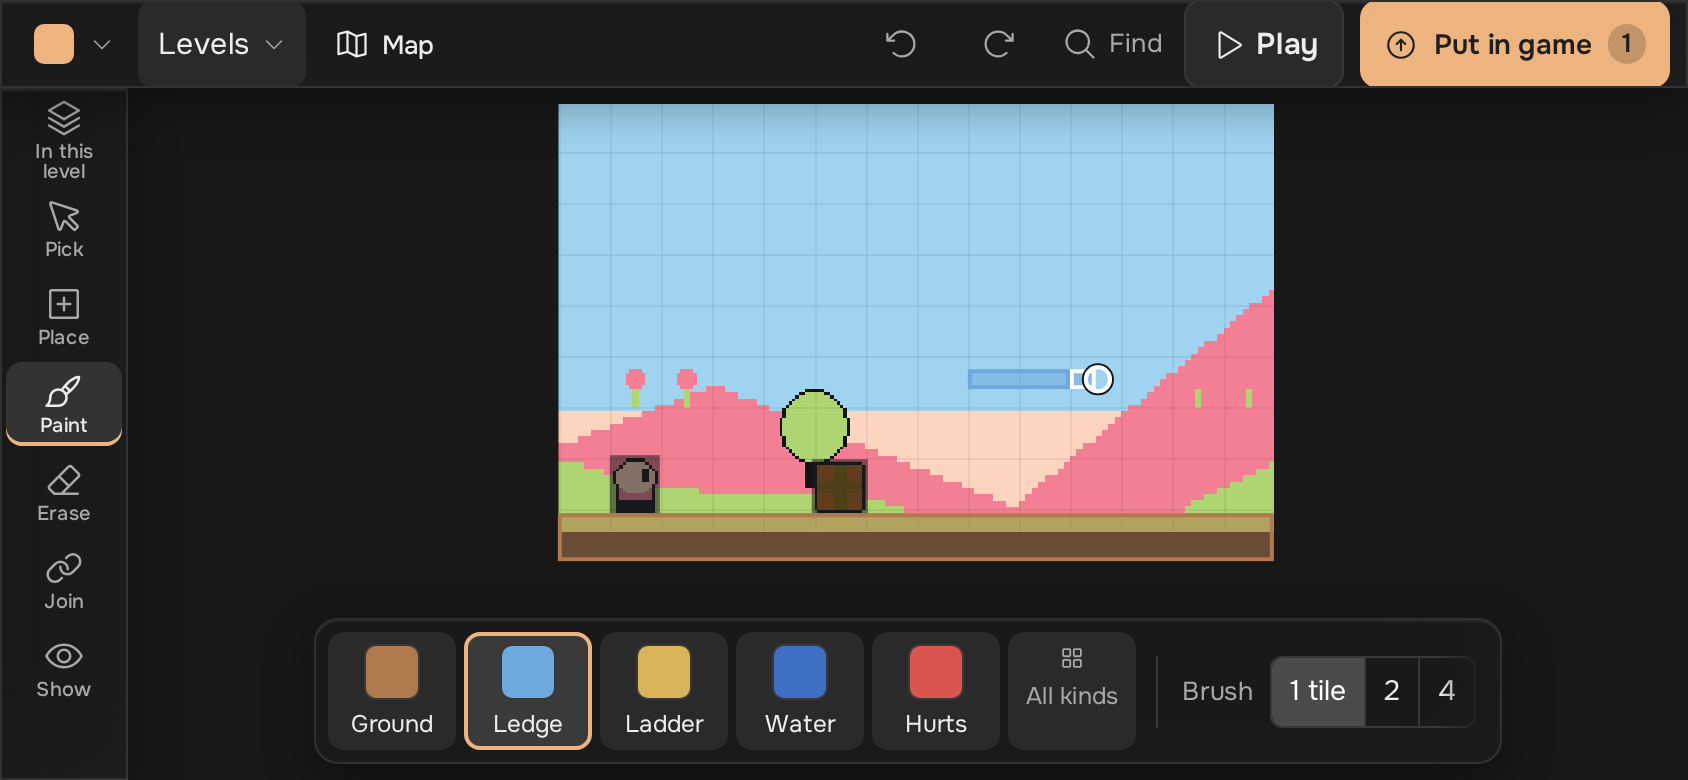 Levels
Map
Find
Play
Put in game 1
In this
level
Pick
Place
Paint
Erase
Join
Show
Ground
Ledge
Ladder
Water
Hurts
All kinds
Brush
1 tile
2
4